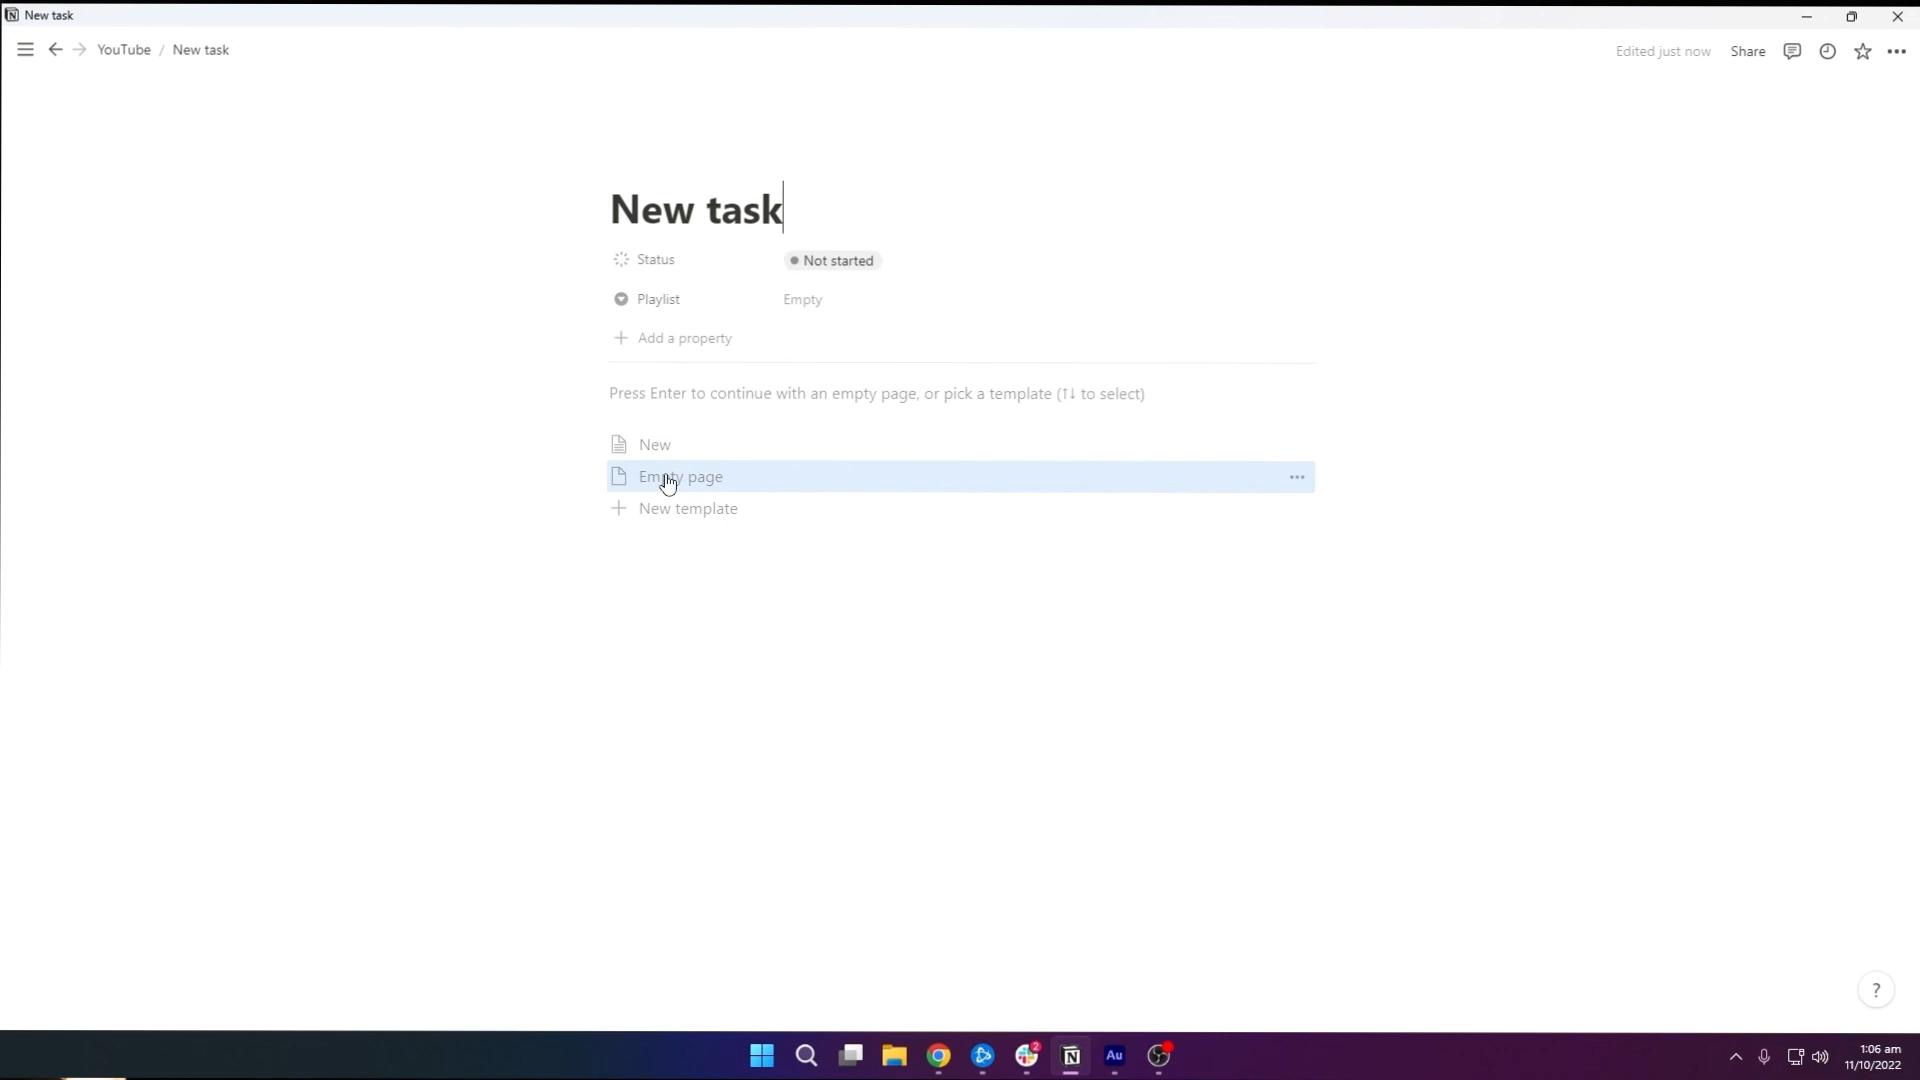 New task
YouTube / New task
Edited just now Share
New task
Status Not started
Playlist Empty
Add a property
Press Enter to continue with an empty page, or pick a template (↑↓ to select)
New
Empty page
New template
?
2
Au
1:06 am
11/10/2022